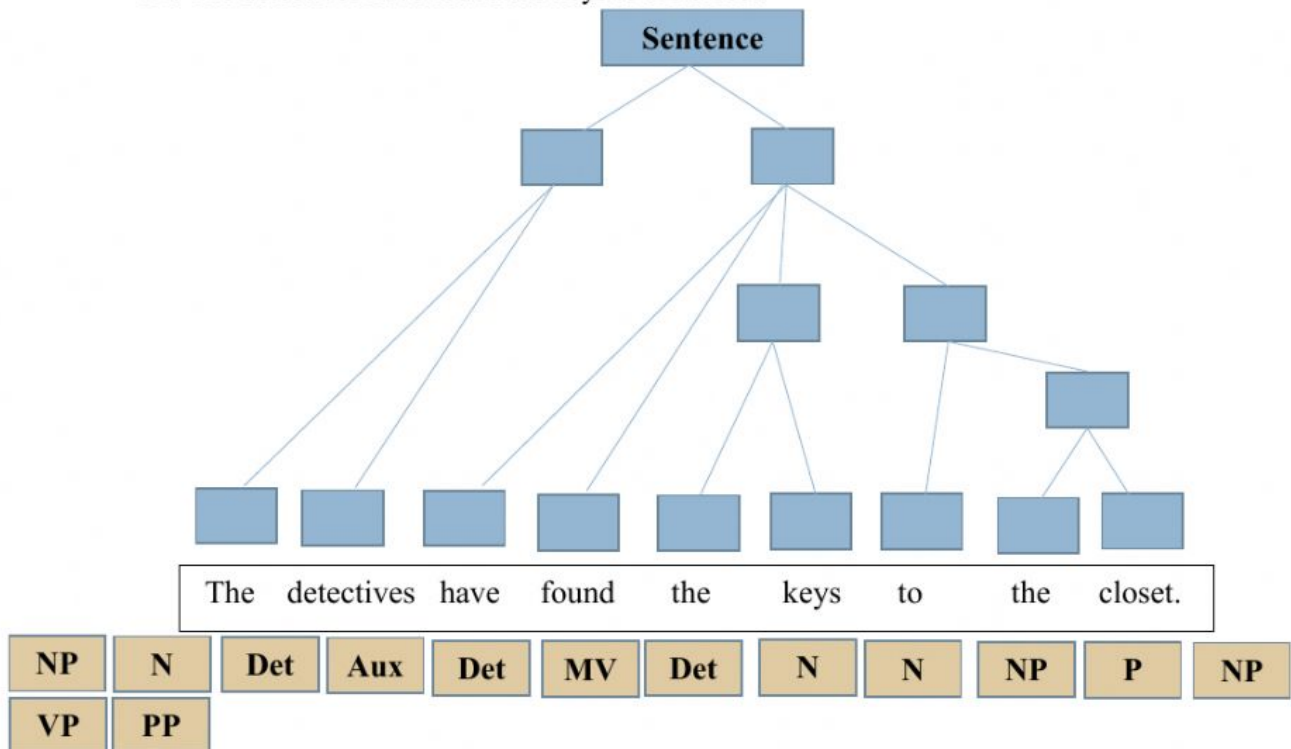 Sentence
The detectives have found the keys to the closet.
NP N Det Aux Det MV Det N N NP P NP
VP PP